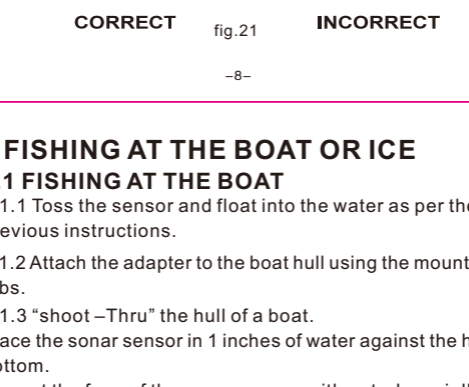 CORRECT fig.21 INCORRECT
–8–
FISHING AT THE BOAT OR ICE
.1 FISHING AT THE BOAT
1.1 Toss the sensor and float into the water as per the
evious instructions.
1.2 Attach the adapter to the boat hull using the mount
bs.
1.3 “shoot –Thru” the hull of a boat.
ace the sonar sensor in 1 inches of water against the h
ottom.